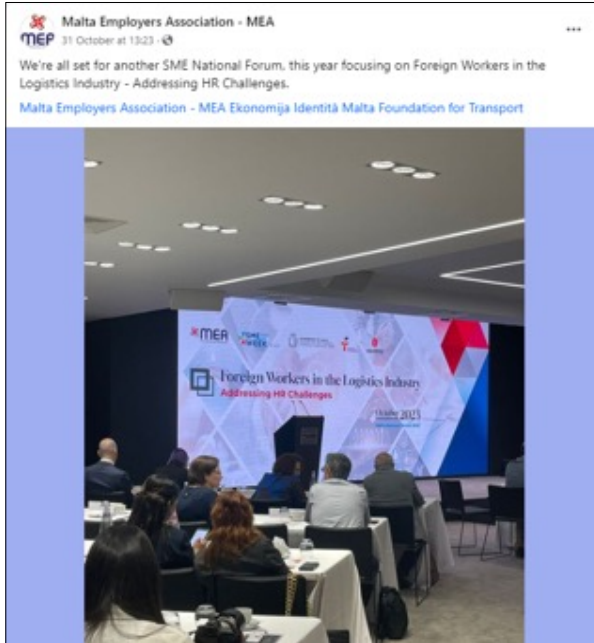 Malta Employers Association - MEA
MEA
31 October at 13:23 ·
We're all set for another SME National Forum, this year focusing on Foreign Workers in the
Logistics Industry - Addressing HR Challenges.
Malta Employers Association - MEA Ekonomija Identità Malta Foundation for Transport
MEA
WEEK
Foreign Workers in the Logistics Industry
Addressing HR Challenges
October 2023